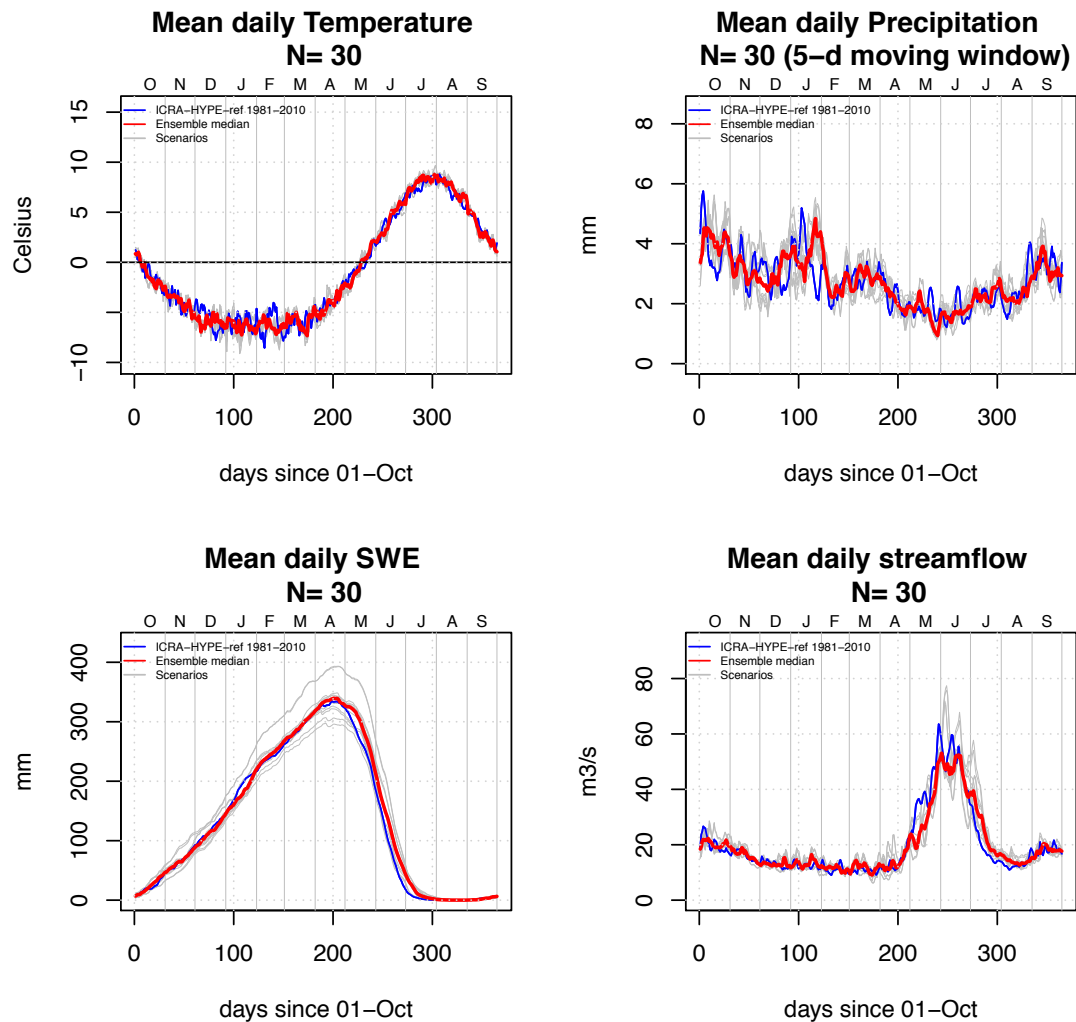 Mean daily Temperature
N= 30
O N D J F M A M J J A S
ICRA−HYPE−ref 1981−2010
Ensemble median
Scenarios
15
10
5
0
−10
Celsius
0 100 200 300
days since 01−Oct
Mean daily Precipitation
N= 30 (5−d moving window)
O N D J F M A M J J A S
ICRA−HYPE−ref 1981−2010
Ensemble median
Scenarios
8
6
4
2
0
mm
0 100 200 300
days since 01−Oct
Mean daily SWE
N= 30
O N D J F M A M J J A S
ICRA−HYPE−ref 1981−2010
Ensemble median
Scenarios
400
300
200
100
0
mm
0 100 200 300
days since 01−Oct
Mean daily streamflow
N= 30
O N D J F M A M J J A S
ICRA−HYPE−ref 1981−2010
Ensemble median
Scenarios
80
60
40
20
0
m3/s
0 100 200 300
days since 01−Oct